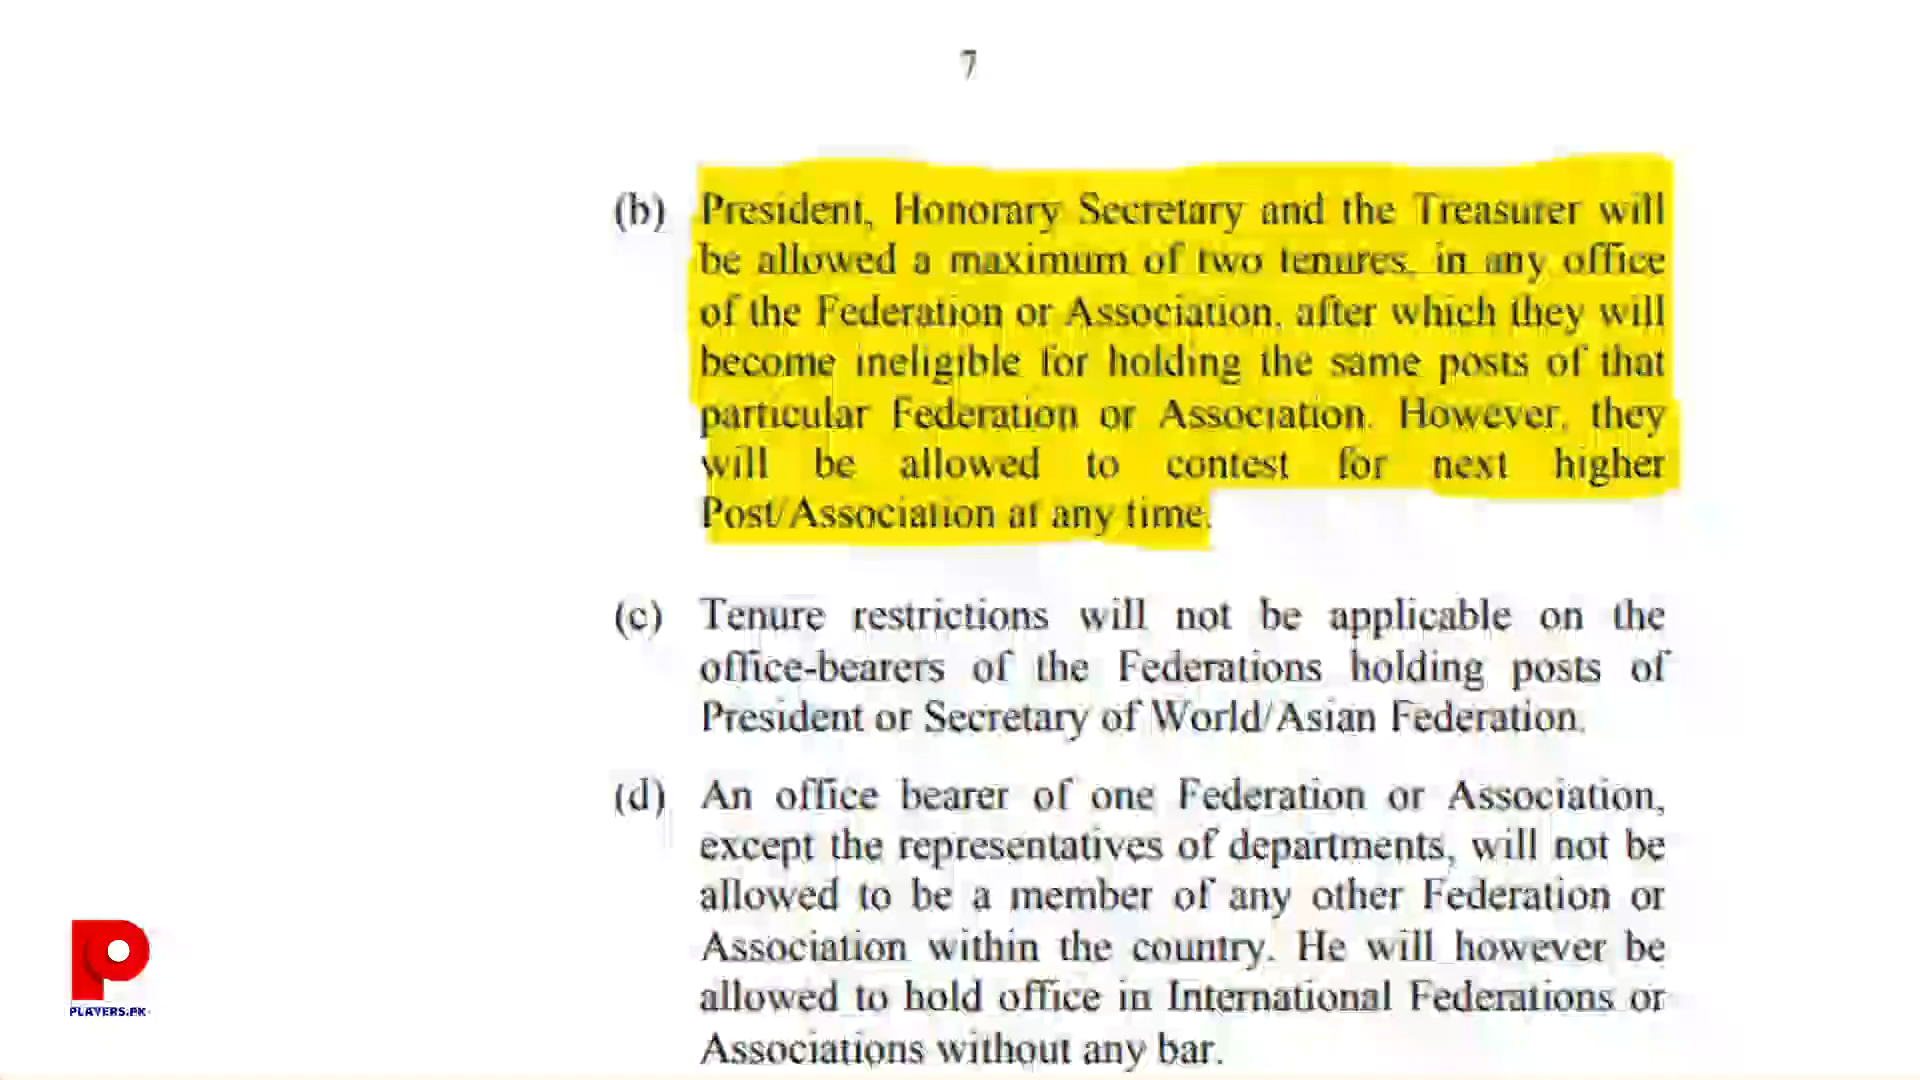 7
(b) President, Honorary Secretary and the Treasurer will
be allowed a maximum of two tenures, in any office
of the Federation or Association, after which they will
become ineligible for holding the same posts of that
particular Federation or Association. However, they
will be allowed to contest for next higher
Post/Association at any time.
(c) Tenure restrictions will not be applicable on the
office-bearers of the Federations holding posts of
President or Secretary of World/Asian Federation.
(d) An office bearer of one Federation or Association,
except the representatives of departments, will not be
allowed to be a member of any other Federation or
Association within the country. He will however be
allowed to hold office in International Federations or
Associations without any bar.
PLAYERS.PK